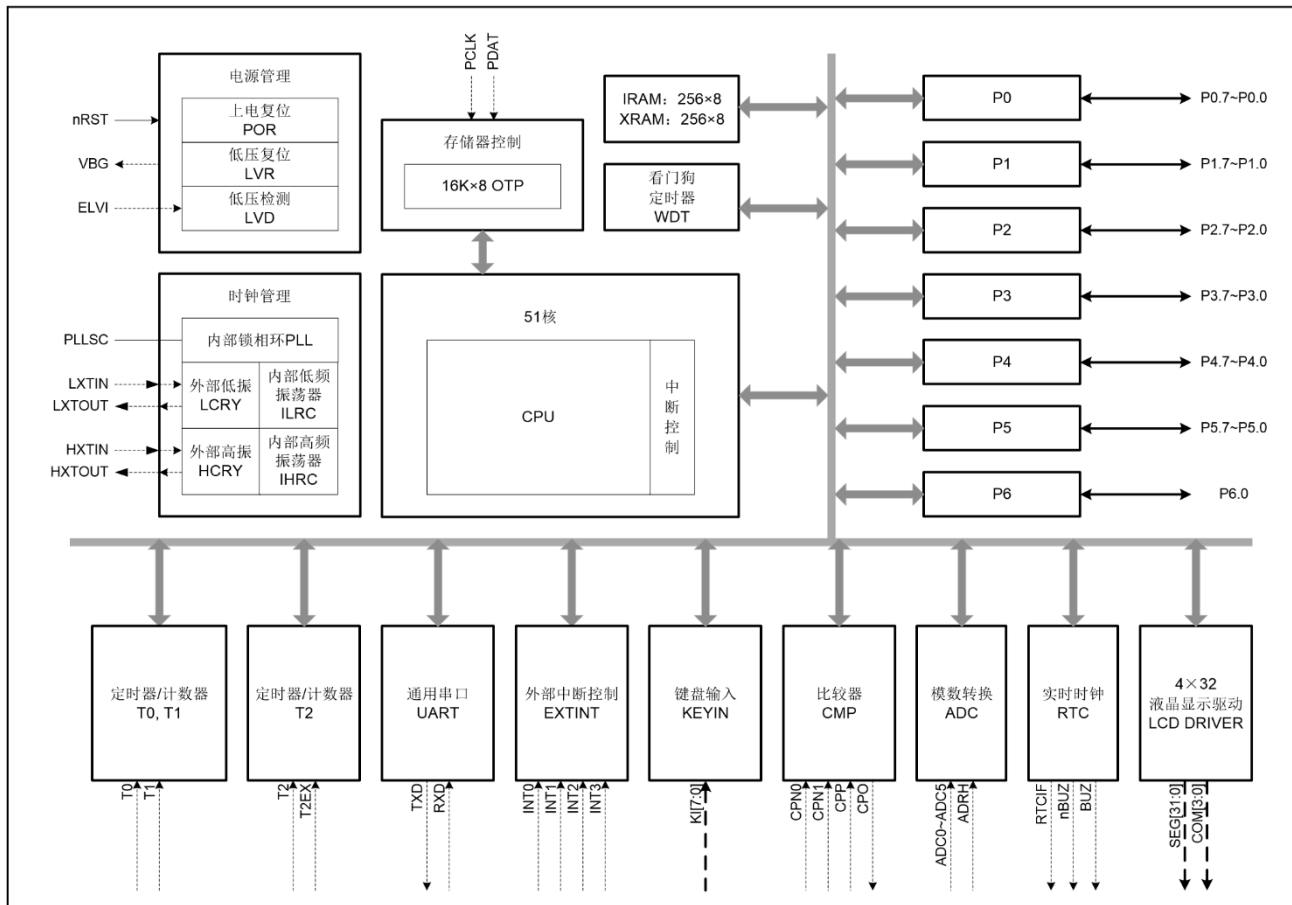 电源管理
上电复位
POR
低压复位
LVR
低压检测
LVD
nRST
VBG
ELVI
PCLK
PDAT
存储器控制
16K×8 OTP
IRAM：256×8
XRAM：256×8
看门狗
定时器
WDT
P0
P0.7~P0.0
P1
P1.7~P1.0
P2
P2.7~P2.0
P3
P3.7~P3.0
P4
P4.7~P4.0
P5
P5.7~P5.0
P6
P6.0
时钟管理
内部锁相环PLL
外部低振
LCRY
内部低频
振荡器
ILRC
外部高振
HCRY
内部高频
振荡器
IHRC
PLLSC
LXTIN
LXTOUT
HXTIN
HXTOUT
51核
CPU
中
断
控
制
定时器/计数器
T0, T1
定时器/计数器
T2
通用串口
UART
外部中断控制
EXTINT
键盘输入
KEYIN
比较器
CMP
模数转换
ADC
实时时钟
RTC
4×32
液晶显示驱动
LCD DRIVER
T0
T1
T2
T2EX
TXD
RXD
INT0
INT1
INT2
INT3
KI[7:0]
CPN0
CPN1
CPP
CPO
ADC0~ADC5
ADRH
RTCIF
nBUZ
BUZ
SEG[31:0]
COM[3:0]